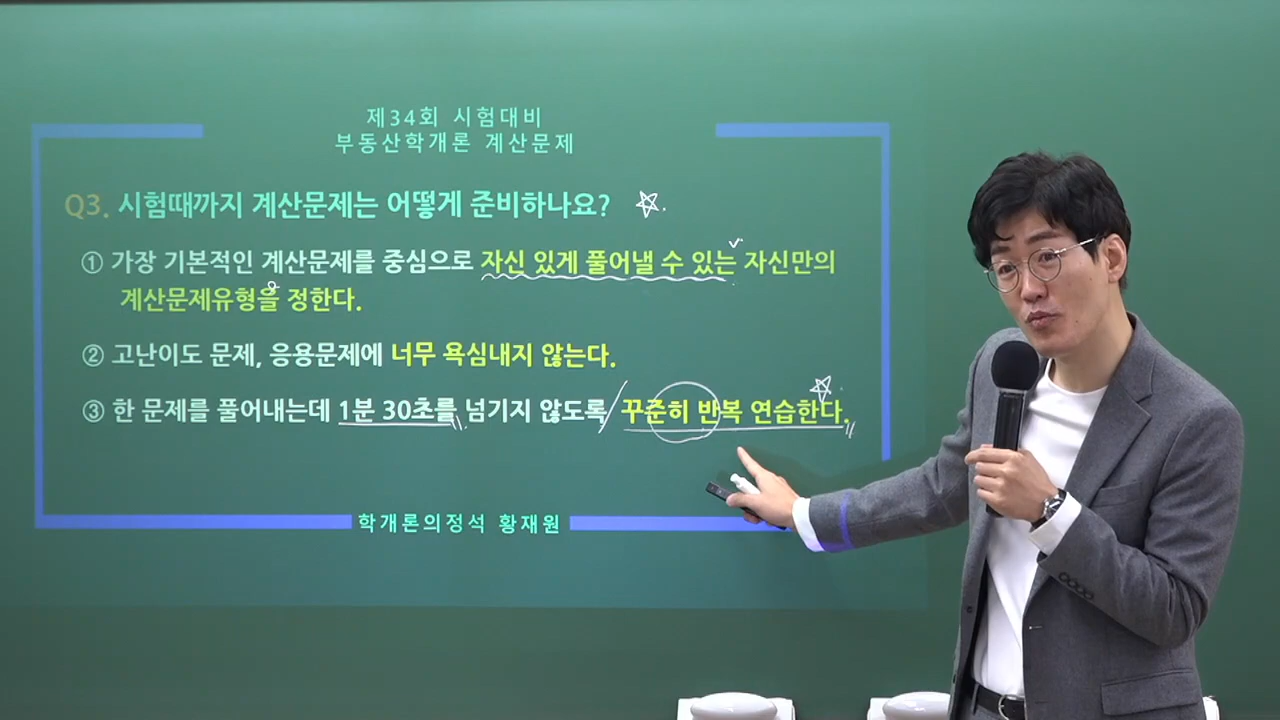 제34회 시험대비
부동산학개론 계산문제
Q3. 시험때까지 계산문제는 어떻게 준비하나요?
① 가장 기본적인 계산문제를 중심으로 자신 있게 풀어낼 수 있는 자신만의
계산문제유형을 정한다.
② 고난이도 문제, 응용문제에 너무 욕심내지 않는다.
③ 한 문제를 풀어내는데 1분 30초를 넘기지 않도록 꾸준히 반복 연습한다.
학개론의정석 황재원